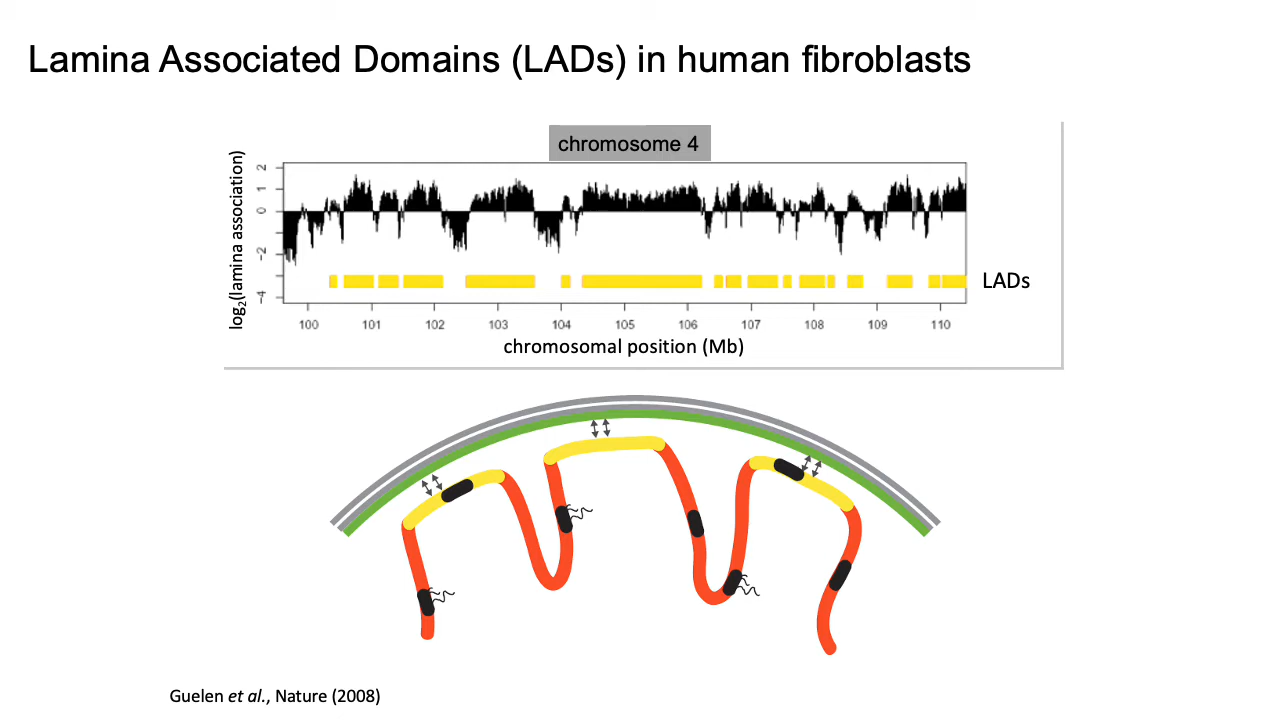 Lamina Associated Domains (LADs) in human fibroblasts
chromosome 4
log2(lamina association)
2
1
0
−2
−4
LADs
100 101 102 103 104 105 106 107 108 109 110
chromosomal position (Mb)
Guelen et al., Nature (2008)